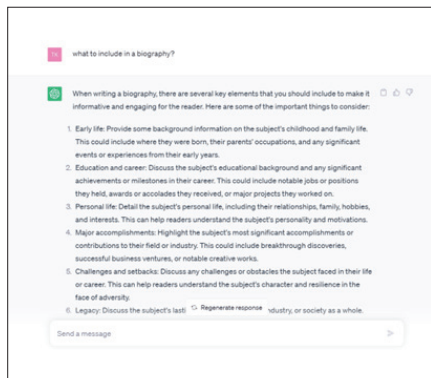 TK what to include in a biography?
When writing a biography, there are several key elements that you should include to make it
informative and engaging for the reader. Here are some of the important things to consider:
1. Early life: Provide some background information on the subject's childhood and family life.
This could include where they were born, their parents' occupations, and any significant
events or experiences from their early years.
2. Education and career: Discuss the subject's educational background and any significant
achievements or milestones in their career. This could include notable jobs or positions
they held, awards or accolades they received, or major projects they worked on.
3. Personal life: Detail the subject's personal life, including their relationships, family, hobbies,
and interests. This can help readers understand the subject's personality and motivations.
4. Major accomplishments: Highlight the subject's most significant accomplishments or
contributions to their field or industry. This could include breakthrough discoveries,
successful business ventures, or notable creative works.
5. Challenges and setbacks: Discuss any challenges or obstacles the subject faced in their life
or career. This can help readers understand the subject's character and resilience in the
face of adversity.
6. Legacy: Discuss the subject's lasti Regenerate response industry, or society as a whole.
Send a message